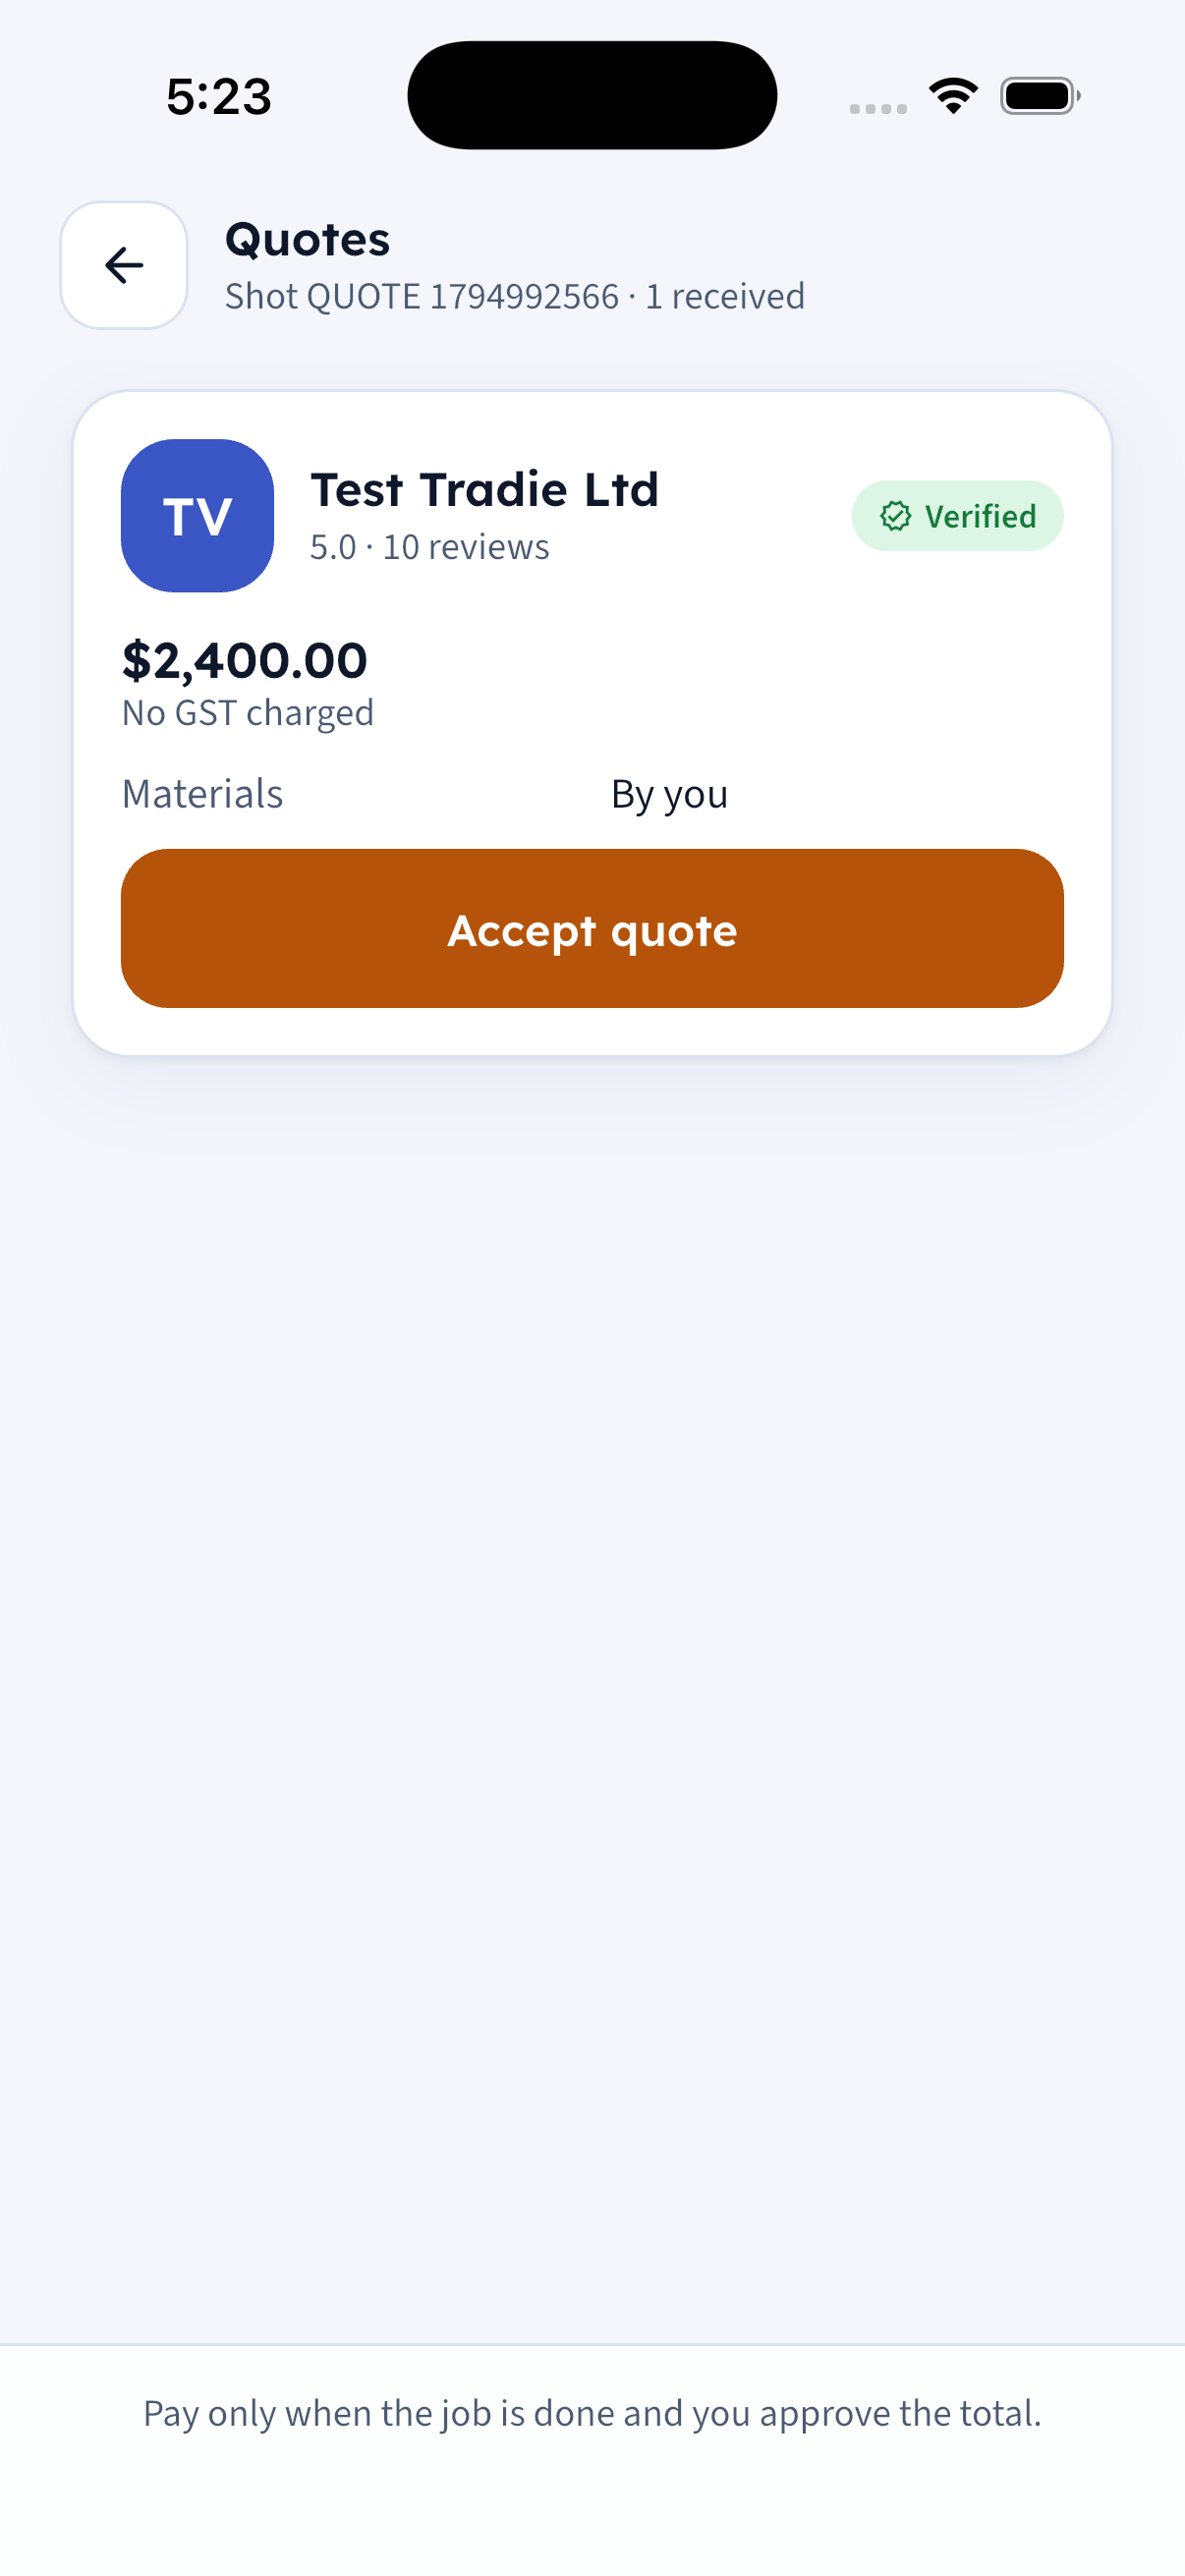 5:23
Quotes
Shot QUOTE 1794992566 · 1 received
TV
Test Tradie Ltd
5.0 · 10 reviews
Verified
$2,400.00
No GST charged
Materials By you
Accept quote
Pay only when the job is done and you approve the total.